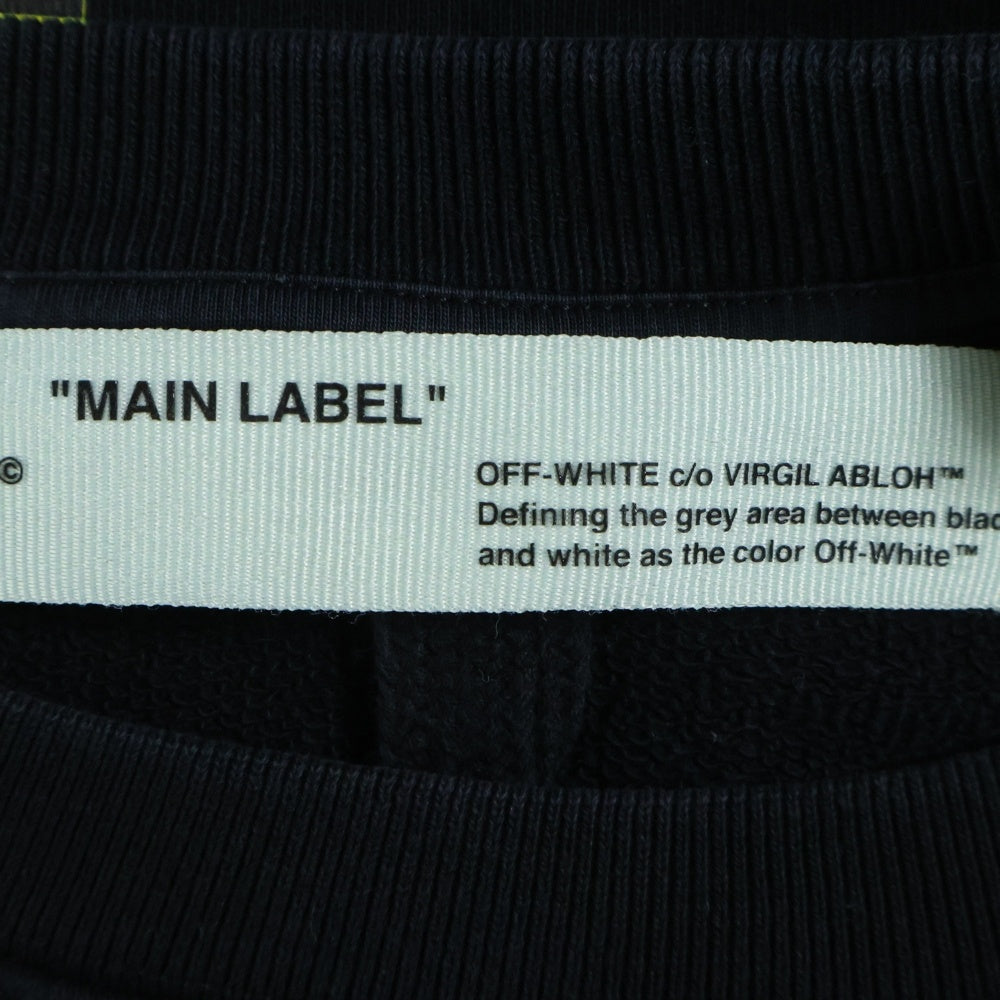 "MAIN LABEL"
©
OFF-WHITE c/o VIRGIL ABLOH™
Defining the grey area between blac
and white as the color Off-White™